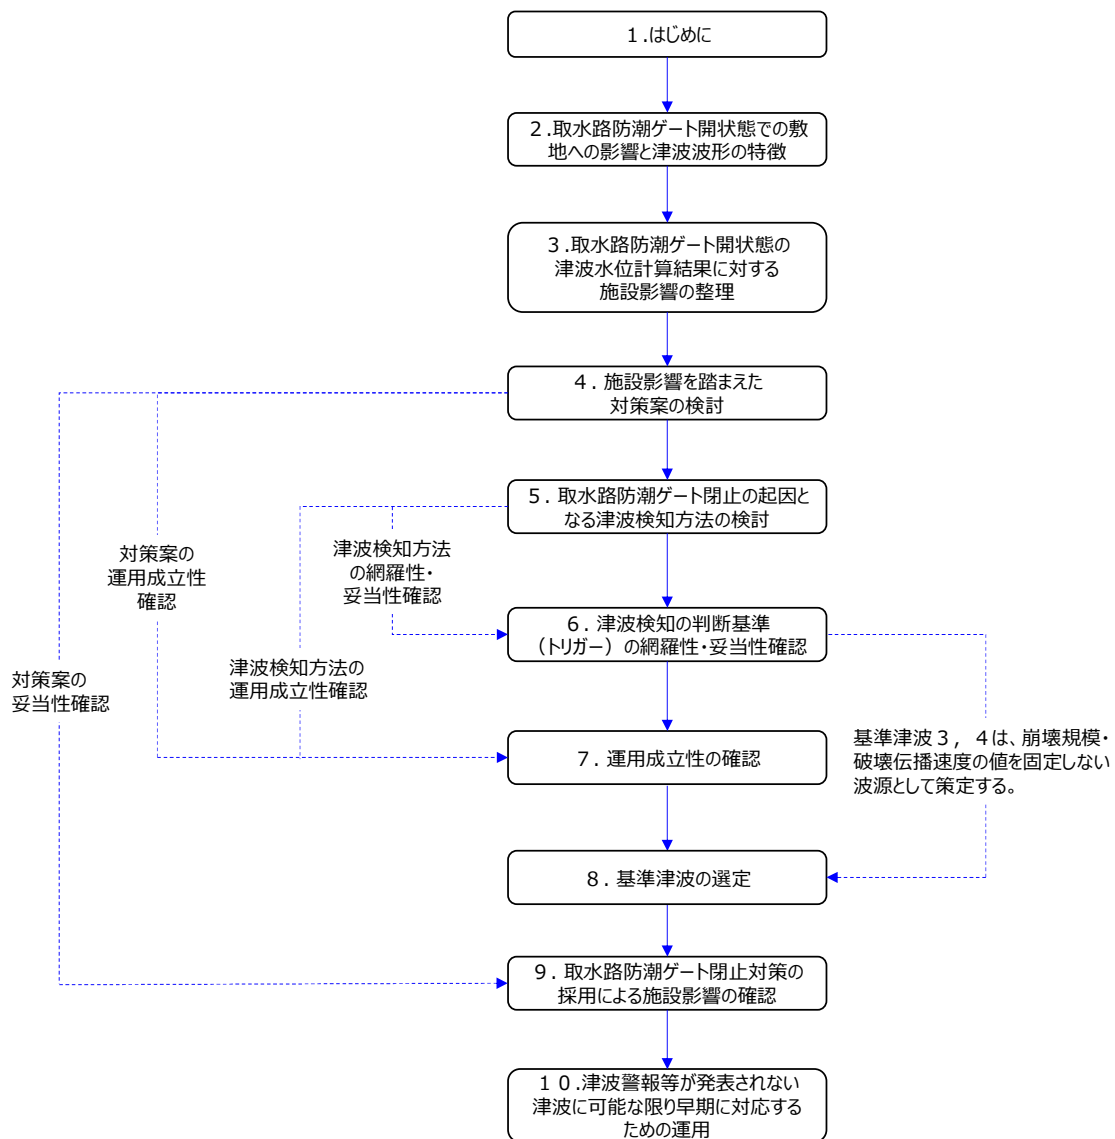 １.はじめに
２.取水路防潮ゲート開状態での敷
地への影響と津波波形の特徴
３.取水路防潮ゲート開状態の
津波水位計算結果に対する
施設影響の整理
４. 施設影響を踏まえた
対策案の検討
５. 取水路防潮ゲート閉止の起因と
なる津波検知方法の検討
対策案の
運用成立性
確認
津波検知方法
の網羅性・
妥当性確認
６. 津波検知の判断基準
（トリガー）の網羅性・妥当性確認
対策案の
妥当性確認
津波検知方法の
運用成立性確認
７. 運用成立性の確認
基準津波３，４は、崩壊規模・
破壊伝播速度の値を固定しない
波源として策定する。
８. 基準津波の選定
９. 取水路防潮ゲート閉止対策の
採用による施設影響の確認
１０.津波警報等が発表されない
津波に可能な限り早期に対応する
ための運用